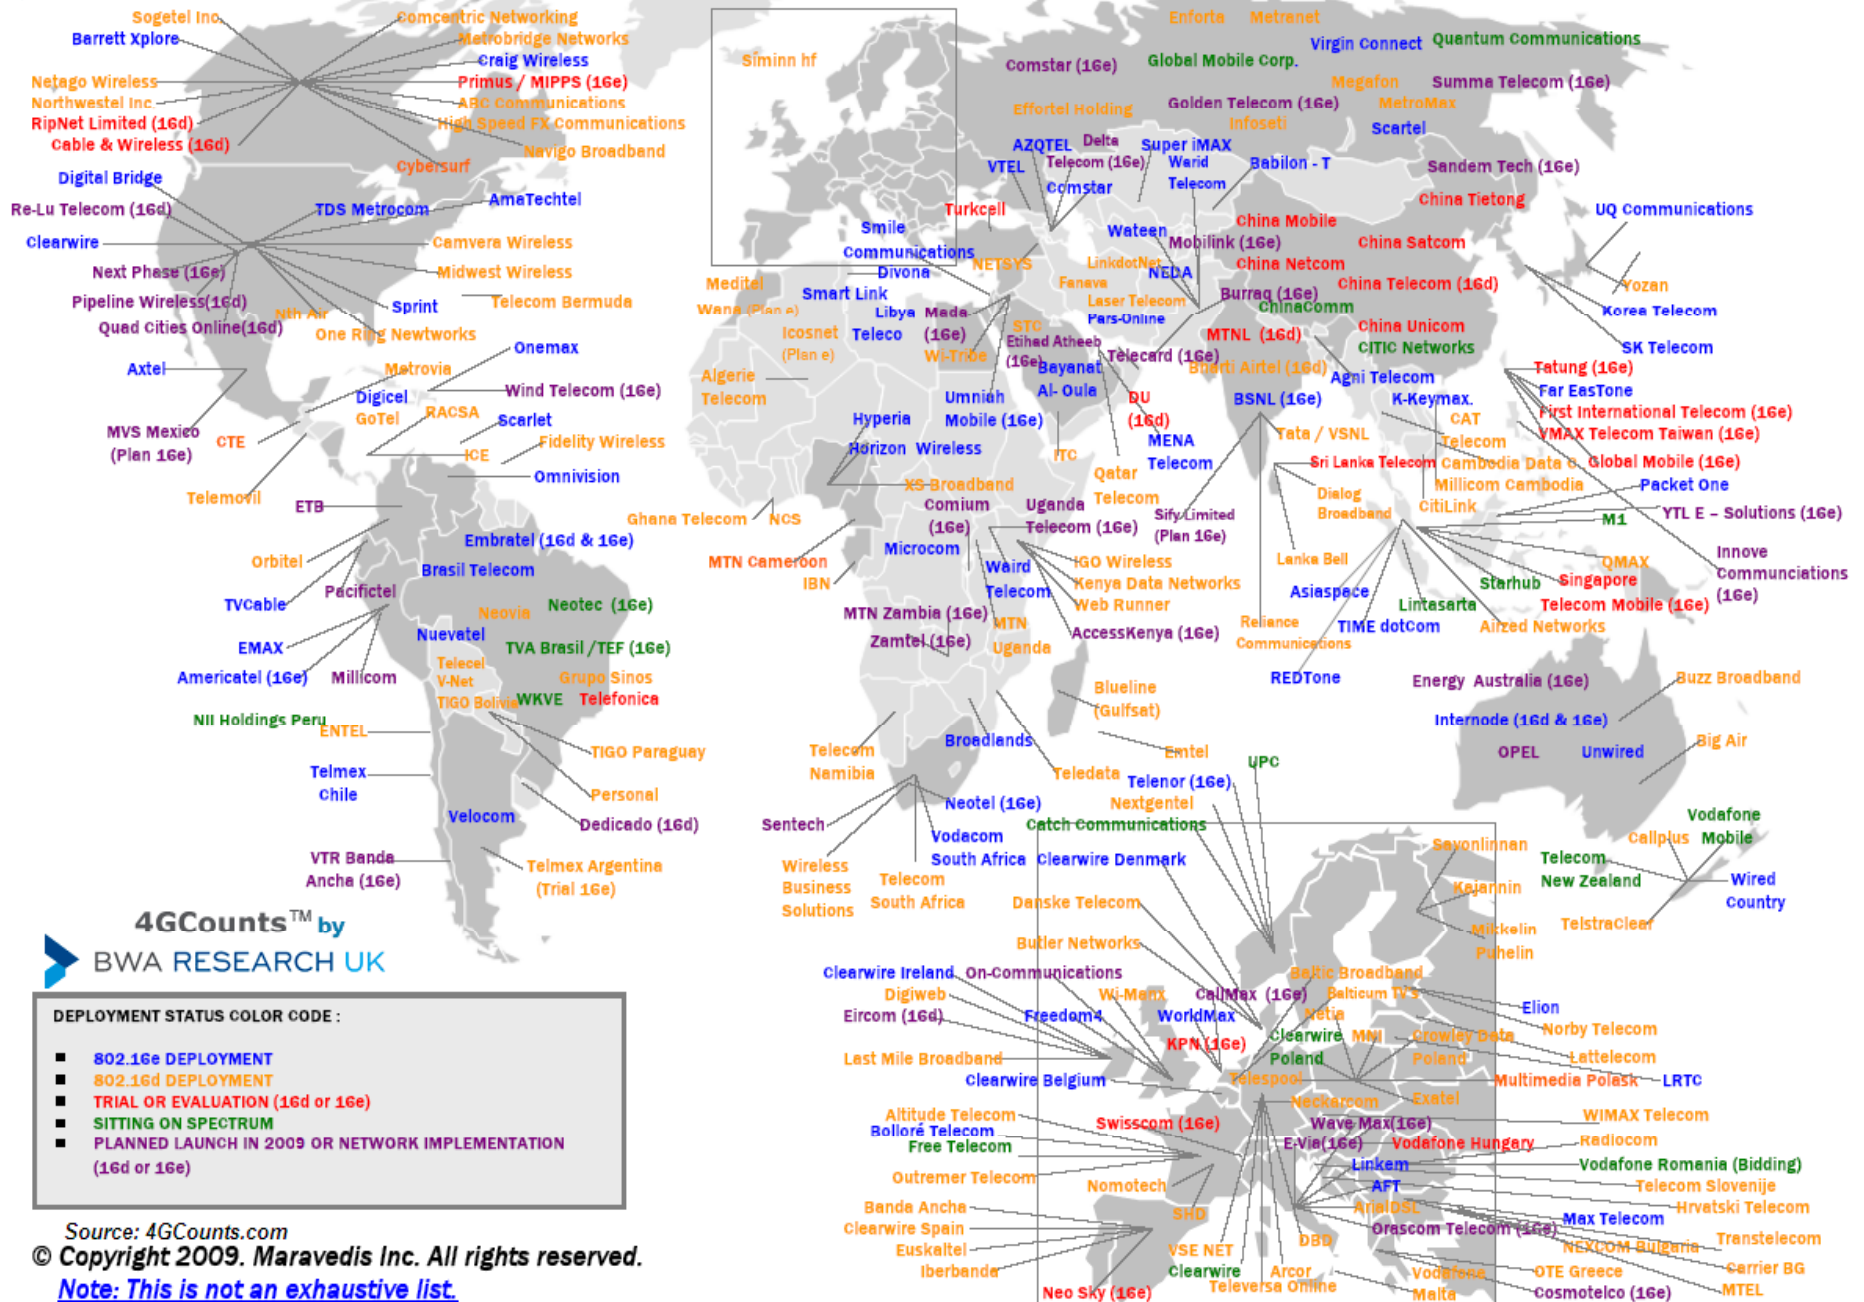 Sogetel Inc
Comcentric Networking
Barrett Xplore
Metrobridge Networks
Craig Wireless
Netago Wireless
Primus / MIPPS (16e)
Northwestel Inc
ABC Communications
RipNet Limited (16d)
High Speed FX Communications
Cable & Wireless (16d)
Navigo Broadband
Cybersurf
Digital Bridge
AmaTechtel
Re-Lu Telecom (16d)
TDS Metrocom
Clearwire
Camvera Wireless
Next Phase (16e)
Midwest Wireless
Pipeline Wireless(16d)
Sprint
Telecom Bermuda
Nth Air
Quad Cities Online(16d)
One Ring Newtworks
Onemax
Axtel
Metrovia
Wind Telecom (16e)
Digicel
GoTel
RACSA
Scarlet
MVS Mexico
(Plan 16e)
CTE
Fidelity Wireless
ICE
Omnivision
Telemovil
ETB
Embratel (16d & 16e)
Orbitel
Brasil Telecom
Pacifictel
TVCable
Neovia
Neotec (16e)
EMAX
Nuevatel
TVA Brasil /TEF (16e)
Americatel (16e)
Millicom
Telecel
V-Net
Grupo Sinos
TIGO Bolivia
WKVE
Telefonica
NII Holdings Peru
ENTEL
TIGO Paraguay
Telmex
Chile
Personal
Velocom
Dedicado (16d)
VTR Banda
Ancha (16e)
Telmex Argentina
(Trial 16e)
Síminn hf
Enforta
Metranet
Virgin Connect
Quantum Communications
Comstar (16e)
Global Mobile Corp.
Megafon
Summa Telecom (16e)
Effortel Holding
Golden Telecom (16e)
MetroMax
Infoseti
Scartel
AZQTEL
Delta
Telecom (16e)
Super iMAX
VTEL
Warid
Telecom
Babilon - T
Sandem Tech (16e)
Comstar
China Tietong
Turkcell
China Mobile
UQ Communications
Smile
Communications
Wateen
Mobilink (16e)
China Satcom
NETSYS
LinkdotNet
China Netcom
Divona
NEDA
Meditel
Fanava
China Telecom (16d)
Yozan
Smart Link
Burraq (16e)
Wana (Plan e)
Laser Telecom
ChinaComm
Korea Telecom
Libya
Teleco
Mada
(16e)
Pars-Online
Icosnet
(Plan e)
STC
MTNL (16d)
China Unicom
Etihad Atheeb
(16e)
CITIC Networks
SK Telecom
Wi-Tribe
Telecard (16e)
Bayanat
Al- Oula
Bharti Airtel (16d)
Tatung (16e)
Algerie
Telecom
Agni Telecom
Far EasTone
Umniah
Mobile (16e)
DU
(16d)
BSNL (16e)
K-Keymax.
First International Telecom (16e)
Hyperia
CAT
Telecom
VMAX Telecom Taiwan (16e)
Horizon Wireless
MENA
Telecom
Tata / VSNL
ITC
Sri Lanka Telecom
Cambodia Data C
Global Mobile (16e)
Qatar
Telecom
XS Broadband
Millicom Cambodia
Packet One
Dialog
Broadband
CitiLink
Ghana Telecom
NCS
Comium
(16e)
Uganda
Telecom (16e)
Sify Limited
(Plan 16e)
M1
YTL E – Solutions (16e)
Microcom
MTN Cameroon
IGO Wireless
Lanka Bell
QMAX
Innove
Communciations
(16e)
IBN
Waird
Telecom
Kenya Data Networks
Starhub
Singapore
Telecom Mobile (16e)
Web Runner
Asiaspace
Lintasarta
MTN Zambia (16e)
MTN
Uganda
AccessKenya (16e)
Reliance
Communications
TIME dotCom
Airzed Networks
Zamtel (16e)
REDTone
Energy Australia (16e)
Buzz Broadband
Blueline
(Gulfsat)
Internode (16d & 16e)
Telecom
Namibia
Broadlands
Emtel
OPEL
Unwired
Big Air
UPC
Teledata
Telenor (16e)
Neotel (16e)
Nextgentel
Vodafone
Mobile
Sentech
Catch Communications
Vodacom
South Africa
Callplus
Savonlinnan
Clearwire Denmark
Telecom
New Zealand
Wireless
Business
Solutions
Telecom
South Africa
Kajannin
Wired
Country
Danske Telecom
TelstraClear
Mikkelin
Puhelin
Butler Networks
Clearwire Ireland
On-Communications
Baltic Broadband
Digiweb
Wi-Manx
CallMax (16e)
Balticum TV's
Elion
Eircom (16d)
Freedom4
WorldMax
Netia
Norby Telecom
KPN (16e)
Clearwire
Poland
MNI
Crowley Data
Poland
Last Mile Broadband
Lattelecom
Clearwire Belgium
Telespool
Multimedia Polask
LRTC
Neckarcom
Exatel
Altitude Telecom
Swisscom (16e)
Wave Max(16e)
WIMAX Telecom
Bolloré Telecom
Free Telecom
E-Via(16e)
Vodafone Hungary
Radiocom
Linkem
Vodafone Romania (Bidding)
Outremer Telecom
Nomotech
AFT
Telecom Slovenije
Banda Ancha
SHD
ArialDSL
Hrvatski Telecom
Clearwire Spain
Orascom Telecom (16e)
Max Telecom
Euskaltel
VSE NET
DBD
NEXCOM Bulgaria
Transtelecom
Iberbanda
Clearwire
Arcor
Vodafone
Malta
OTE Greece
Carrier BG
Neo Sky (16e)
Televersa Online
Cosmotelco (16e)
MTEL
4GCounts™ by
BWA RESEARCH UK
DEPLOYMENT STATUS COLOR CODE :
802.16e DEPLOYMENT
802.16d DEPLOYMENT
TRIAL OR EVALUATION (16d or 16e)
SITTING ON SPECTRUM
PLANNED LAUNCH IN 2009 OR NETWORK IMPLEMENTATION
(16d or 16e)
Source: 4GCounts.com
© Copyright 2009. Maravedis Inc. All rights reserved.
Note: This is not an exhaustive list.